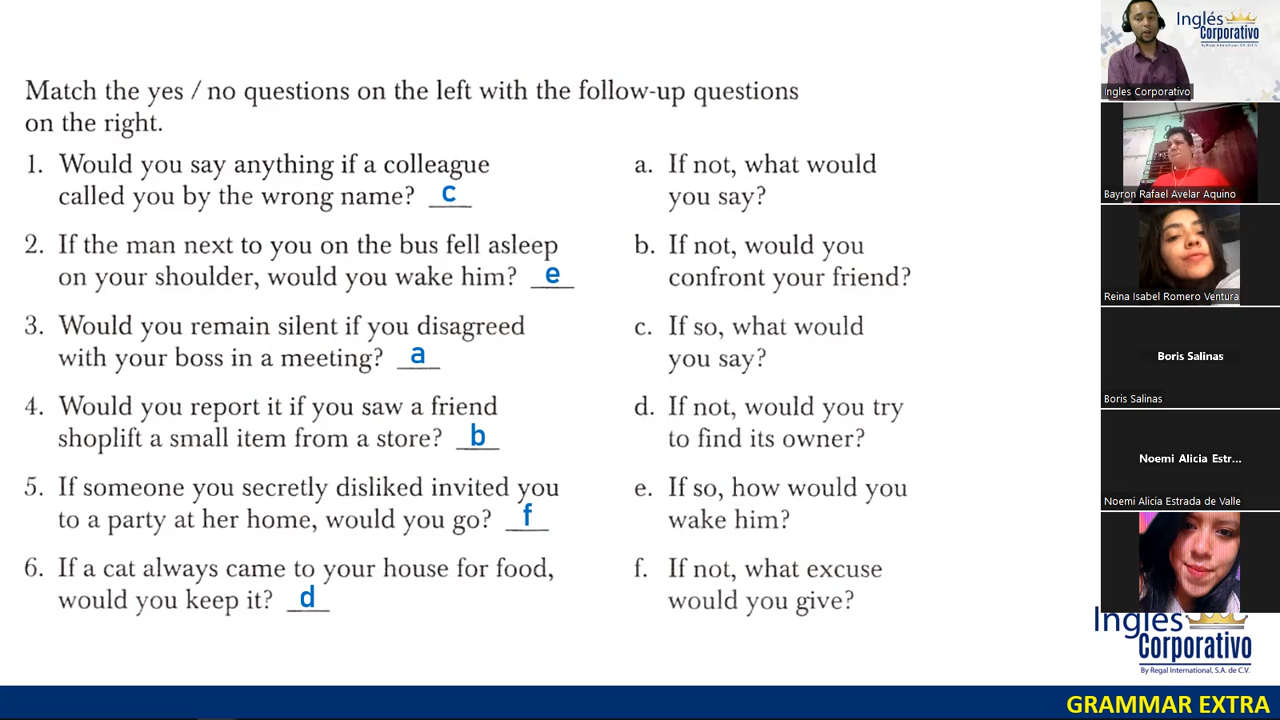 Match the yes / no questions on the left with the follow-up questions
on the right.
1. Would you say anything if a colleague
called you by the wrong name? c
2. If the man next to you on the bus fell asleep
on your shoulder, would you wake him? e
3. Would you remain silent if you disagreed
with your boss in a meeting? a
4. Would you report it if you saw a friend
shoplift a small item from a store? b
5. If someone you secretly disliked invited you
to a party at her home, would you go? f
6. If a cat always came to your house for food,
would you keep it? d
a. If not, what would
you say?
b. If not, would you
confront your friend?
c. If so, what would
you say?
d. If not, would you try
to find its owner?
e. If so, how would you
wake him?
f. If not, what excuse
would you give?
Inglés
Corporativo
By Regal International, S.A. de C.V.
Ingles Corporativo
Bayron Rafael Avelar Aquino
Reina Isabel Romero Ventura
Boris Salinas
Boris Salinas
Noemi Alicia Estr...
Noemi Alicia Estrada de Valle
Inglés
Corporativo
By Regal International, S.A. de C.V.
GRAMMAR EXTRA